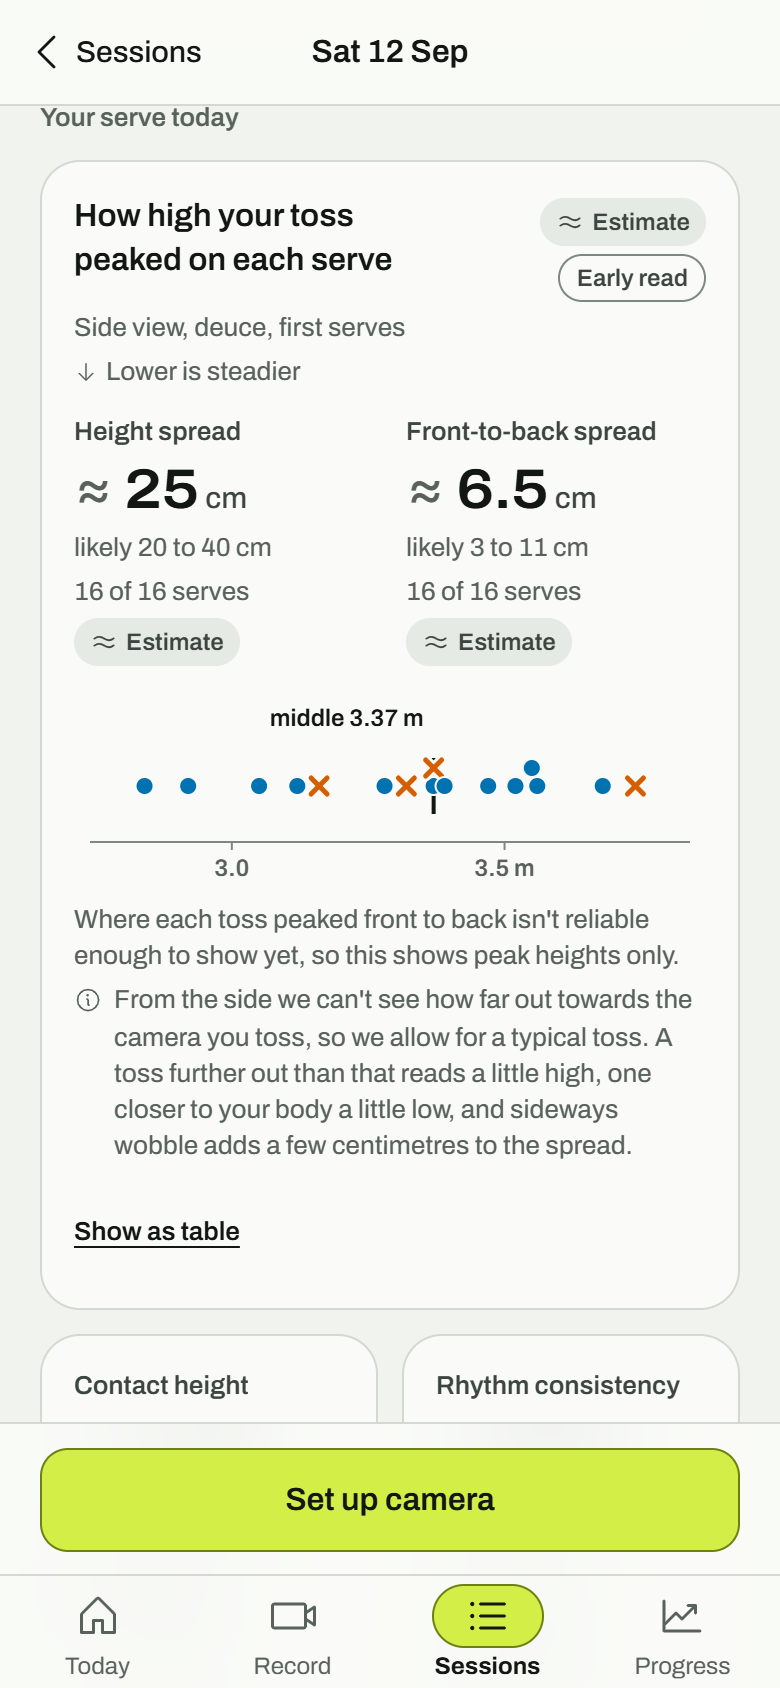 Sessions
Sat 12 Sep
Your serve today
How high your toss
peaked on each serve
≈ Estimate
Early read
Side view, deuce, first serves
↓ Lower is steadier
Height spread
≈ 25 cm
likely 20 to 40 cm
16 of 16 serves
≈ Estimate
Front-to-back spread
≈ 6.5 cm
likely 3 to 11 cm
16 of 16 serves
≈ Estimate
middle 3.37 m
3.0
3.5 m
Where each toss peaked front to back isn't reliable
enough to show yet, so this shows peak heights only.
From the side we can't see how far out towards the
camera you toss, so we allow for a typical toss. A
toss further out than that reads a little high, one
closer to your body a little low, and sideways
wobble adds a few centimetres to the spread.
Show as table
Contact height
Rhythm consistency
Set up camera
Today
Record
Sessions
Progress